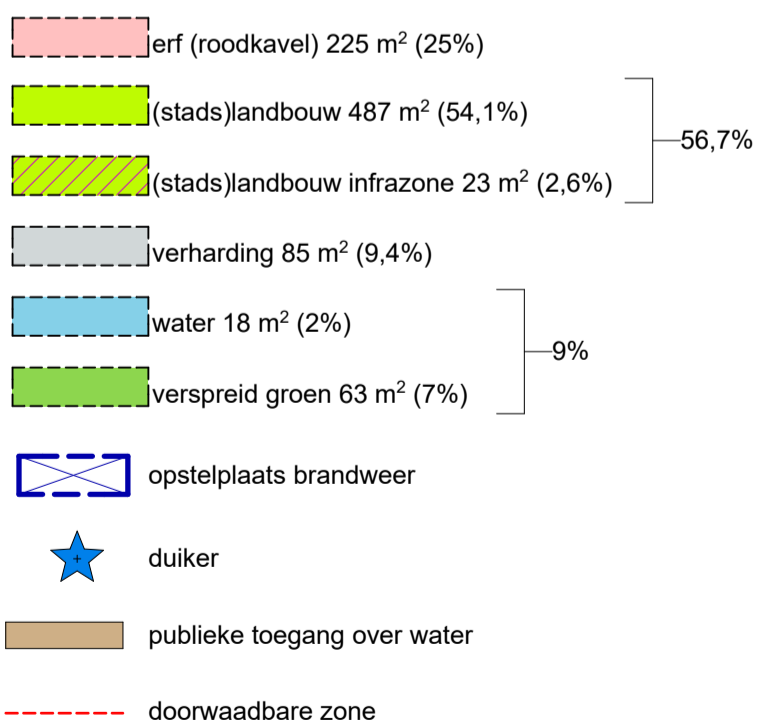 erf (roodkavel) 225 m² (25%)
(stads)landbouw 487 m² (54,1%)
56,7%
(stads)landbouw infrazone 23 m² (2,6%)
verharding 85 m² (9,4%)
water 18 m² (2%)
9%
verspreid groen 63 m² (7%)
opstelplaats brandweer
duiker
publieke toegang over water
doorwaadbare zone